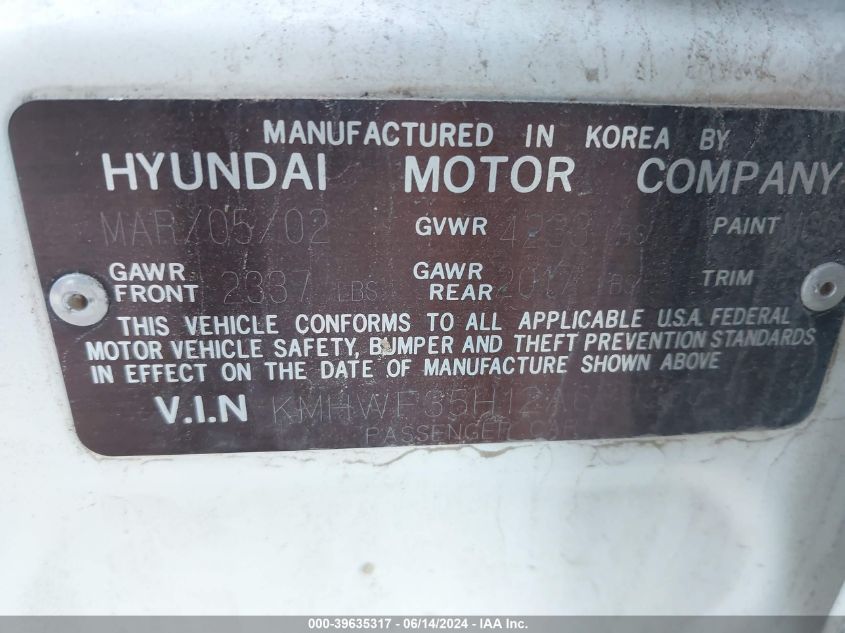 MANUFACTURED IN KOREA BY
HYUNDAI MOTOR COMPANY
MAR/05/02 GVWR PAINT
GAWR FRONT 2337 LBS GAWR REAR TRIM
THIS VEHICLE CONFORMS TO ALL APPLICABLE U.S.A. FEDERAL
MOTOR VEHICLE SAFETY, BUMPER AND THEFT PREVENTION STANDARDS
IN EFFECT ON THE DATE OF MANUFACTURE SHOWN ABOVE
V.I.N
PASSENGER CAR
000-39635317 / 06/14/2024 - IAA Inc.